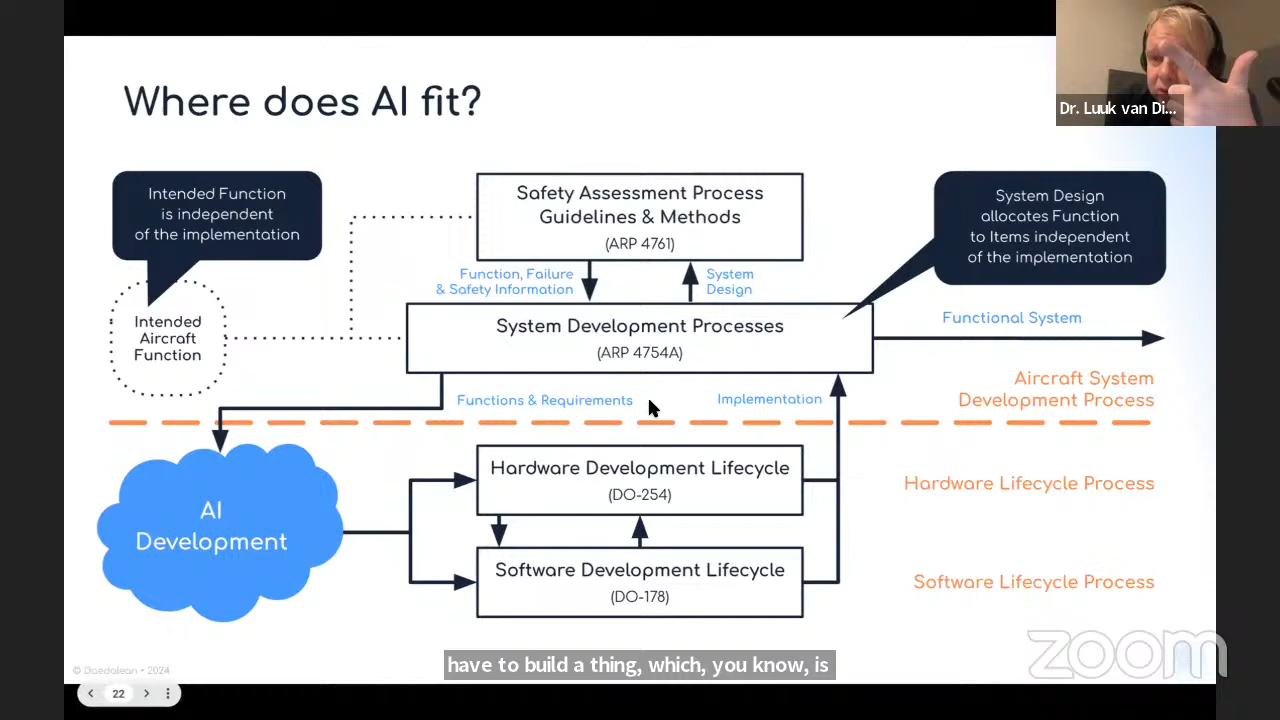 Where does AI fit?
Dr. Luuk van Di...
Intended Function
is independent
of the implementation
Safety Assessment Process
Guidelines & Methods
(ARP 4761)
System Design
allocates Function
to Items independent
of the implementation
Function, Failure
& Safety Information
System
Design
Intended
Aircraft
Function
System Development Processes
(ARP 4754A)
Functional System
Functions & Requirements
Implementation
Aircraft System
Development Process
AI
Development
Hardware Development Lifecycle
(DO-254)
Hardware Lifecycle Process
Software Development Lifecycle
(DO-178)
Software Lifecycle Process
have to build a thing, which, you know, is
zoom
© Daedalean • 2024
22